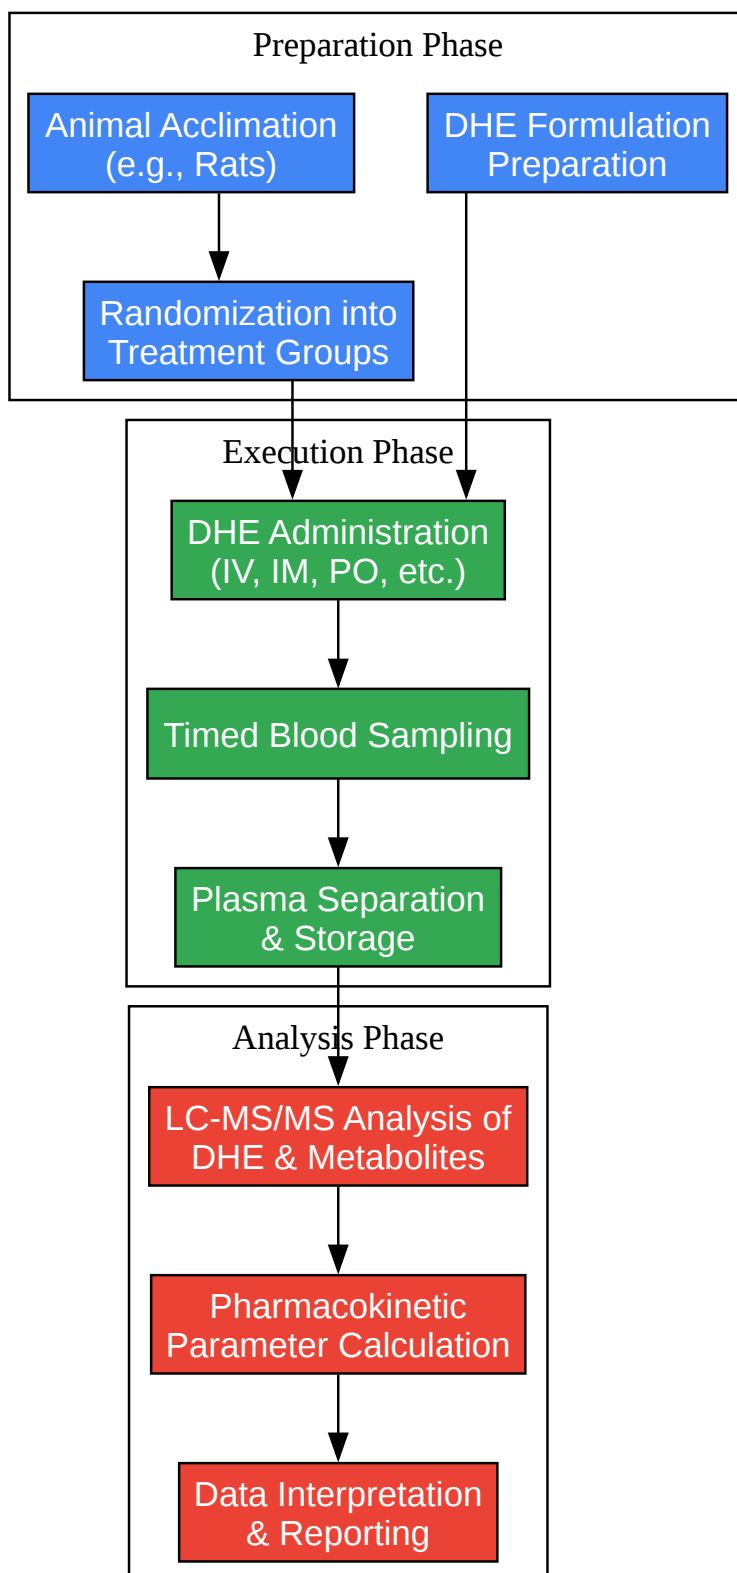 Preparation Phase
Animal Acclimation
(e.g., Rats)
DHE Formulation
Preparation
Randomization into
Treatment Groups
Execution Phase
DHE Administration
(IV, IM, PO, etc.)
Timed Blood Sampling
Plasma Separation
& Storage
Analysis Phase
LC-MS/MS Analysis of
DHE & Metabolites
Pharmacokinetic
Parameter Calculation
Data Interpretation
& Reporting